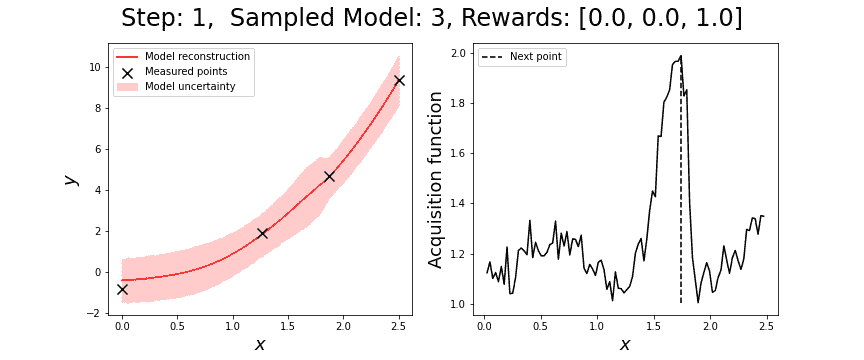 Step: 1,  Sampled Model: 3, Rewards: [0.0, 0.0, 1.0]
Model reconstruction
Measured points
Model uncertainty
y
10
8
6
4
2
0
−2
0.0 0.5 1.0 1.5 2.0 2.5
x
Next point
Acquisition function
2.0
1.8
1.6
1.4
1.2
1.0
0.0 0.5 1.0 1.5 2.0 2.5
x